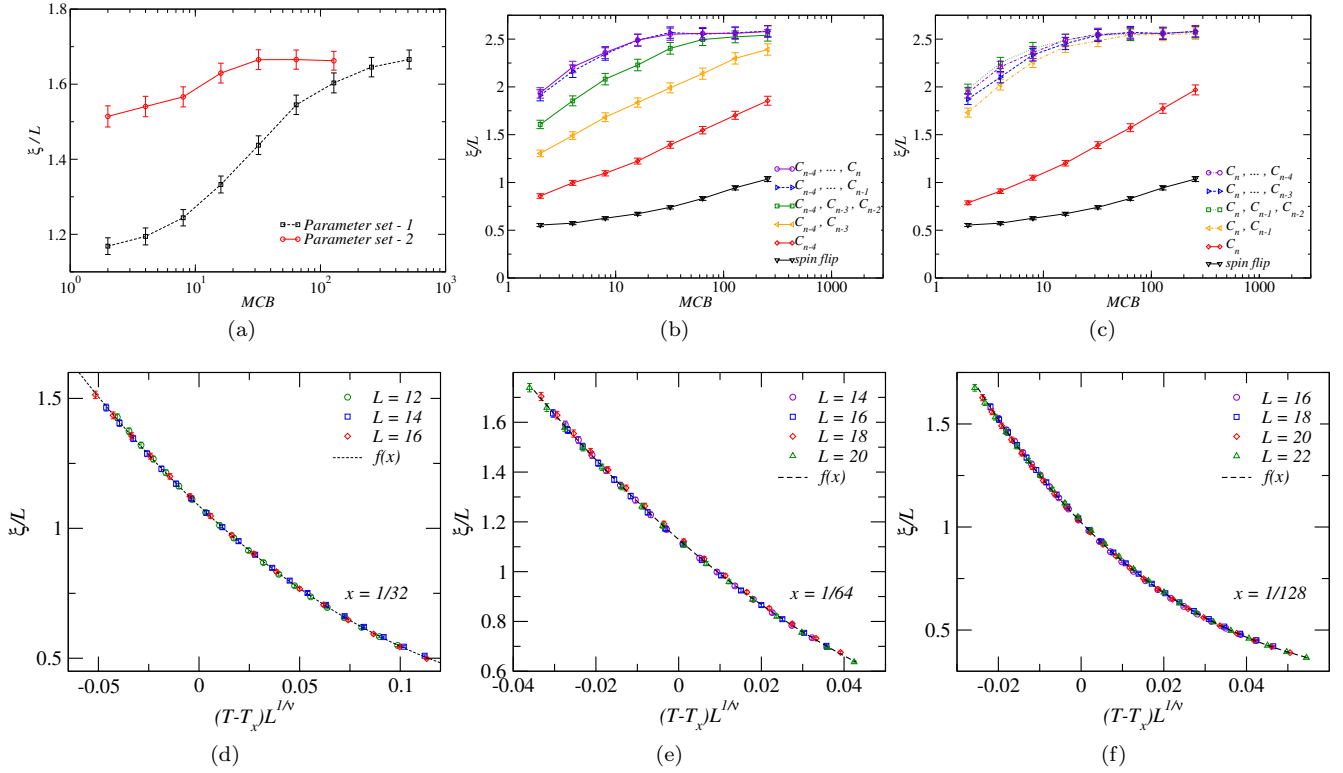 1.8
1.6
1.4
1.2
ξ / L
Parameter set - 1
Parameter set - 2
10^0 10^1 10^2 10^3
MCB
(a)
2.5
2
1.5
1
0.5
0
ξ/L
C_{n-4} , ... , C_n
C_{n-4} , ... , C_{n-1}
C_{n-4} , C_{n-3} , C_{n-2}
C_{n-4} , C_{n-3}
C_{n-4}
spin flip
1 10 100 1000
MCB
(b)
2.5
2
1.5
1
0.5
0
ξ/L
C_n , ... , C_{n-4}
C_n , ... , C_{n-3}
C_n , C_{n-1} , C_{n-2}
C_n , C_{n-1}
C_n
spin flip
1 10 100 1000
MCB
(c)
1.5
1
0.5
ξ/L
L = 12
L = 14
L = 16
f(x)
x = 1/32
-0.05 0 0.05 0.1
(T-T_x)L^{1/ν}
(d)
1.8
1.6
1.4
1.2
1
0.8
0.6
ξ/L
L = 14
L = 16
L = 18
L = 20
f(x)
x = 1/64
-0.04 -0.02 0 0.02 0.04
(T-T_x)L^{1/ν}
(e)
1.5
1
0.5
ξ/L
L = 16
L = 18
L = 20
L = 22
f(x)
x = 1/128
-0.02 0 0.02 0.04
(T-T_x)L^{1/ν}
(f)